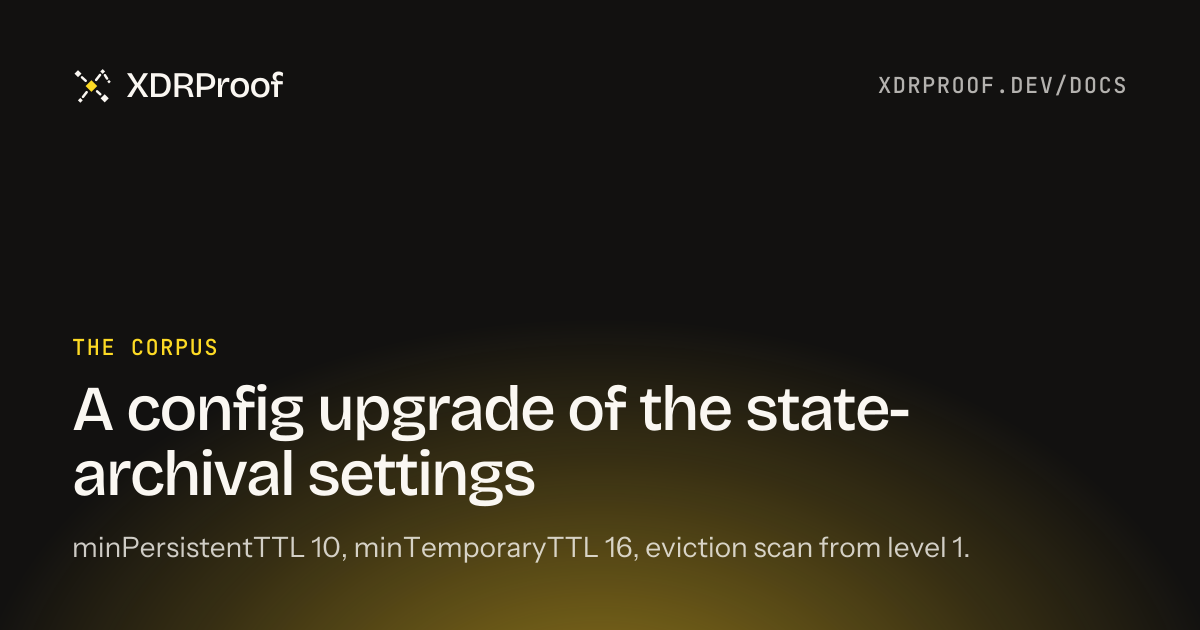 XDRProof
XDRPROOF.DEV/DOCS
THE CORPUS
A config upgrade of the state-
archival settings
minPersistentTTL 10, minTemporaryTTL 16, eviction scan from level 1.